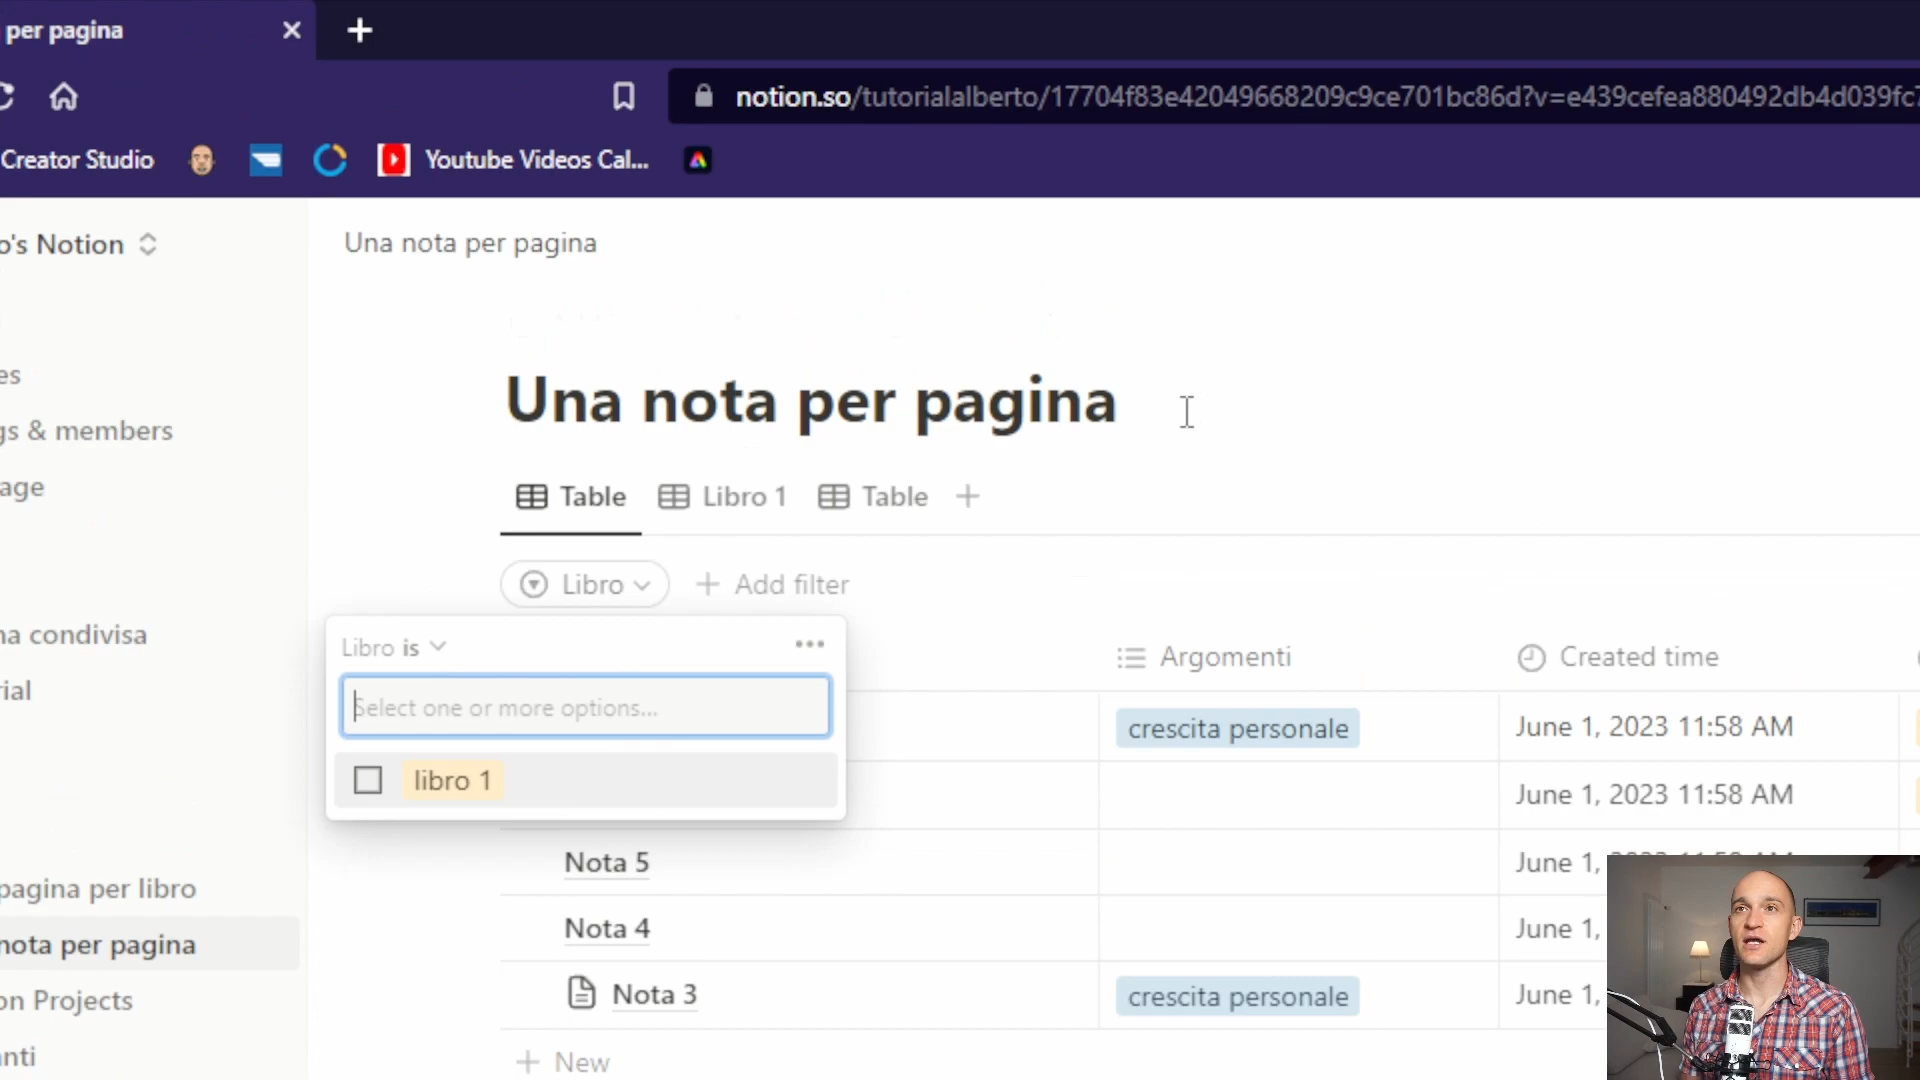 per pagina
notion.so/tutorialalberto/17704f83e42049668209c9ce701bc86d?v=e439cefea880492db4d039fc
Creator Studio
Youtube Videos Cal...
o's Notion
Una nota per pagina
es
gs & members
age
na condivisa
rial
pagina per libro
nota per pagina
on Projects
nti
Una nota per pagina
Table
Libro 1
Table
Libro
Add filter
Libro is
Select one or more options...
libro 1
Argomenti
Created time
crescita personale
June 1, 2023 11:58 AM
June 1, 2023 11:58 AM
Nota 5
June 1,
Nota 4
June 1,
Nota 3
crescita personale
June 1,
New